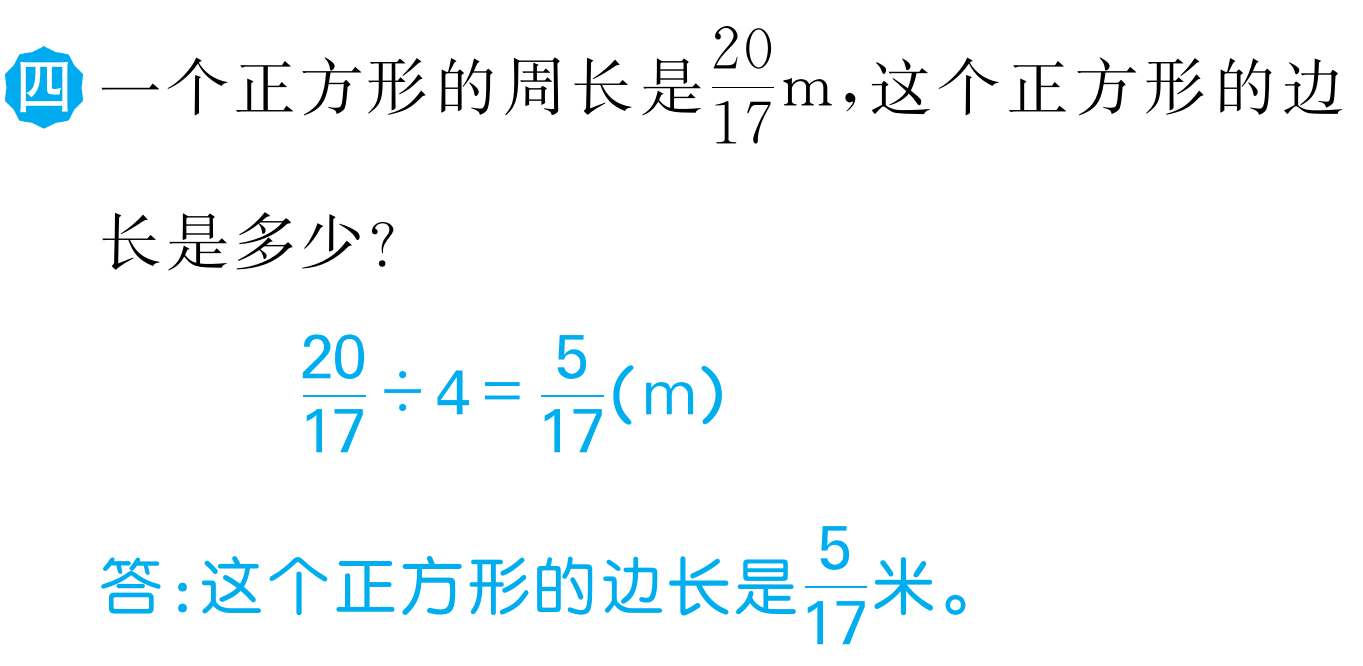 四 一个正方形的周长是20/17m,这个正方形的边
长是多少?
20/17÷4=5/17(m)
答:这个正方形的边长是5/17米。